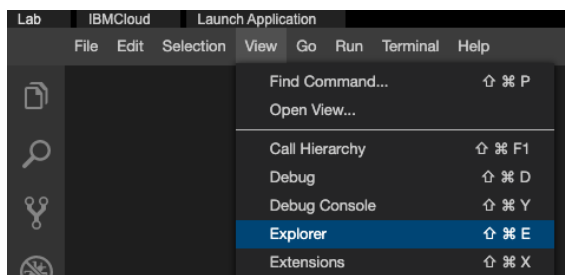 Lab IBMCloud Launch Application
File Edit Selection View Go Run Terminal Help
Find Command... ⇧ ⌘ P
Open View...
Call Hierarchy ⇧ ⌘ F1
Debug ⇧ ⌘ D
Debug Console ⇧ ⌘ Y
Explorer ⇧ ⌘ E
Extensions ⇧ ⌘ X